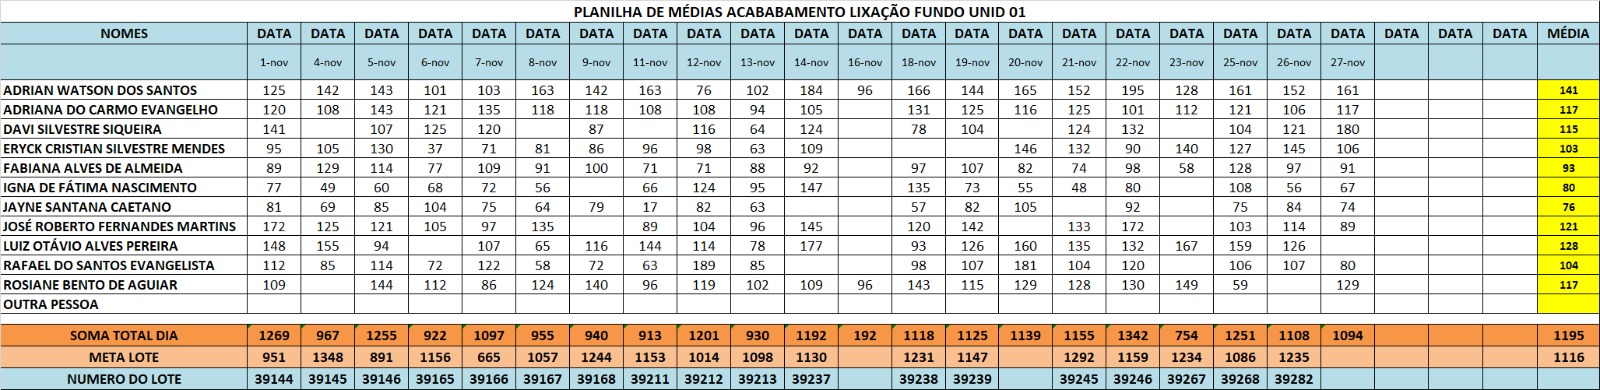 PLANILHA DE MÉDIAS ACABABAMENTO LIXAÇÃO FUNDO UNID 01
NOMES DATA DATA DATA DATA DATA DATA DATA DATA DATA DATA DATA DATA DATA DATA DATA DATA DATA DATA DATA DATA DATA DATA DATA DATA MÉDIA
1-nov 4-nov 5-nov 6-nov 7-nov 8-nov 9-nov 11-nov 12-nov 13-nov 14-nov 16-nov 18-nov 19-nov 20-nov 21-nov 22-nov 23-nov 25-nov 26-nov 27-nov
ADRIAN WATSON DOS SANTOS 125 142 143 101 103 163 142 163 76 102 184 96 166 144 165 152 195 128 161 152 161 141
ADRIANA DO CARMO EVANGELHO 120 108 143 121 135 118 118 108 108 94 105 131 125 116 125 101 112 121 106 117 117
DAVI SILVESTRE SIQUEIRA 141 107 125 120 87 116 64 124 78 104 124 132 104 121 180 115
ERYCK CRISTIAN SILVESTRE MENDES 95 105 130 37 71 81 86 96 98 63 109 146 132 90 140 127 145 106 103
FABIANA ALVES DE ALMEIDA 89 129 114 77 109 91 100 71 71 88 92 97 107 82 74 98 58 128 97 91 93
IGNA DE FÁTIMA NASCIMENTO 77 49 60 68 72 56 66 124 95 147 135 73 55 48 80 108 56 67 80
JAYNE SANTANA CAETANO 81 69 85 104 75 64 79 17 82 63 57 82 105 92 75 84 74 76
JOSÉ ROBERTO FERNANDES MARTINS 172 125 121 105 97 135 89 104 96 145 120 142 133 172 103 114 89 121
LUIZ OTÁVIO ALVES PEREIRA 148 155 94 107 65 116 144 114 78 177 93 126 160 135 132 167 159 126 128
RAFAEL DO SANTOS EVANGELISTA 112 85 114 72 122 58 72 63 189 85 98 107 181 104 120 106 107 80 104
ROSIANE BENTO DE AGUIAR 109 144 112 86 124 140 96 119 102 109 96 143 115 129 128 130 149 59 129 117
OUTRA PESSOA
SOMA TOTAL DIA 1269 967 1255 922 1097 955 940 913 1201 930 1192 192 1118 1125 1139 1155 1342 754 1251 1108 1094 1195
META LOTE 951 1348 891 1156 665 1057 1244 1153 1014 1098 1130 1231 1147 1292 1159 1234 1086 1235 1116
NUMERO DO LOTE 39144 39145 39146 39165 39166 39167 39168 39211 39212 39213 39237 39238 39239 39245 39246 39267 39268 39282